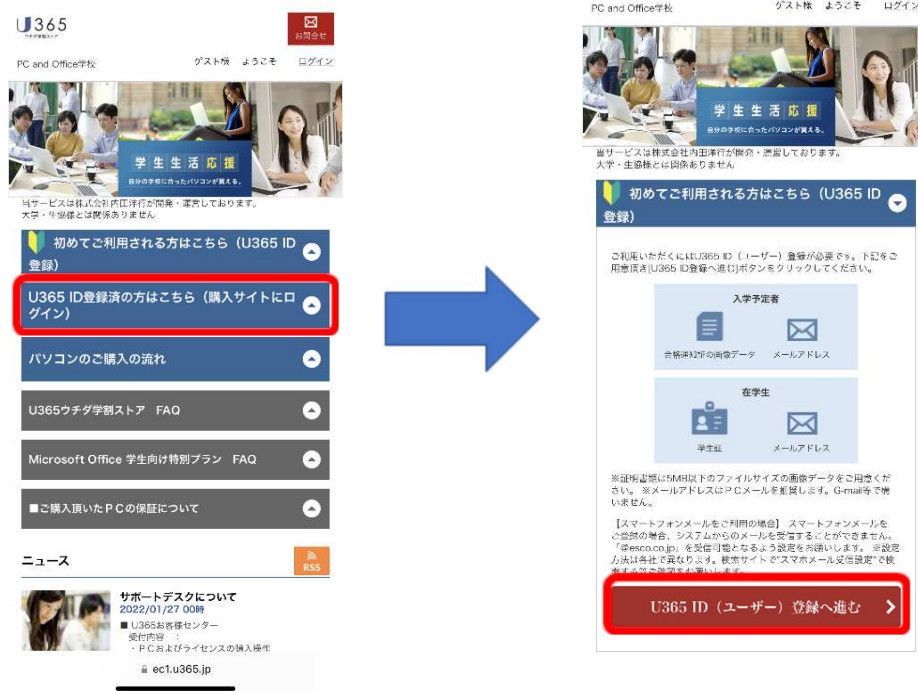 U365
ウチダ学割ストア
お問合せ
PC and Office学校
ゲスト様 ようこそ ログイン
学生生活応援
自分の学校に合ったパソコンが買える。
当サービスは株式会社内田洋行が開発・運営しております。
大学・生協様とは関係ありません
初めてご利用される方はこちら（U365 ID
登録）
U365 ID登録済の方はこちら（購入サイトにロ
グイン）
パソコンのご購入の流れ
U365ウチダ学割ストア FAQ
Microsoft Office 学生向け特別プラン FAQ
■ご購入頂いたＰＣの保証について
ニュース
RSS
サポートデスクについて
2022/01/27 00時
■ U365お客様センター
受付内容 ：
・ＰＣおよびライセンスの購入操作
ec1.u365.jp
PC and Office学校
ゲスト様 ようこそ ログイン
学生生活応援
自分の学校に合ったパソコンが買える。
当サービスは株式会社内田洋行が開発・運営しております。
大学・生協様とは関係ありません
初めてご利用される方はこちら（U365 ID
登録）
ご利用いただくにはU365 ID（ユーザー）登録が必要です。下記をご
用意頂き[U365 ID登録へ進む]ボタンをクリックしてください。
入学予定者
合格通知証の画像データ メールアドレス
在学生
学生証 メールアドレス
※証明書類は5MB以下のファイルサイズの画像データをご用意くだ
さい。 ※メールアドレスはＰＣメールを推奨します。G-mail等で構
いません。
【スマートフォンメールをご利用の場合】 スマートフォンメールを
ご登録の場合、システムからのメールを受信することができません。
「@esco.co.jp」を受信可能となるよう設定をお願いします。 ※設定
方法は各社で異なります。検索サイトで"スマホメール受信設定"で検
U365 ID（ユーザー）登録へ進む